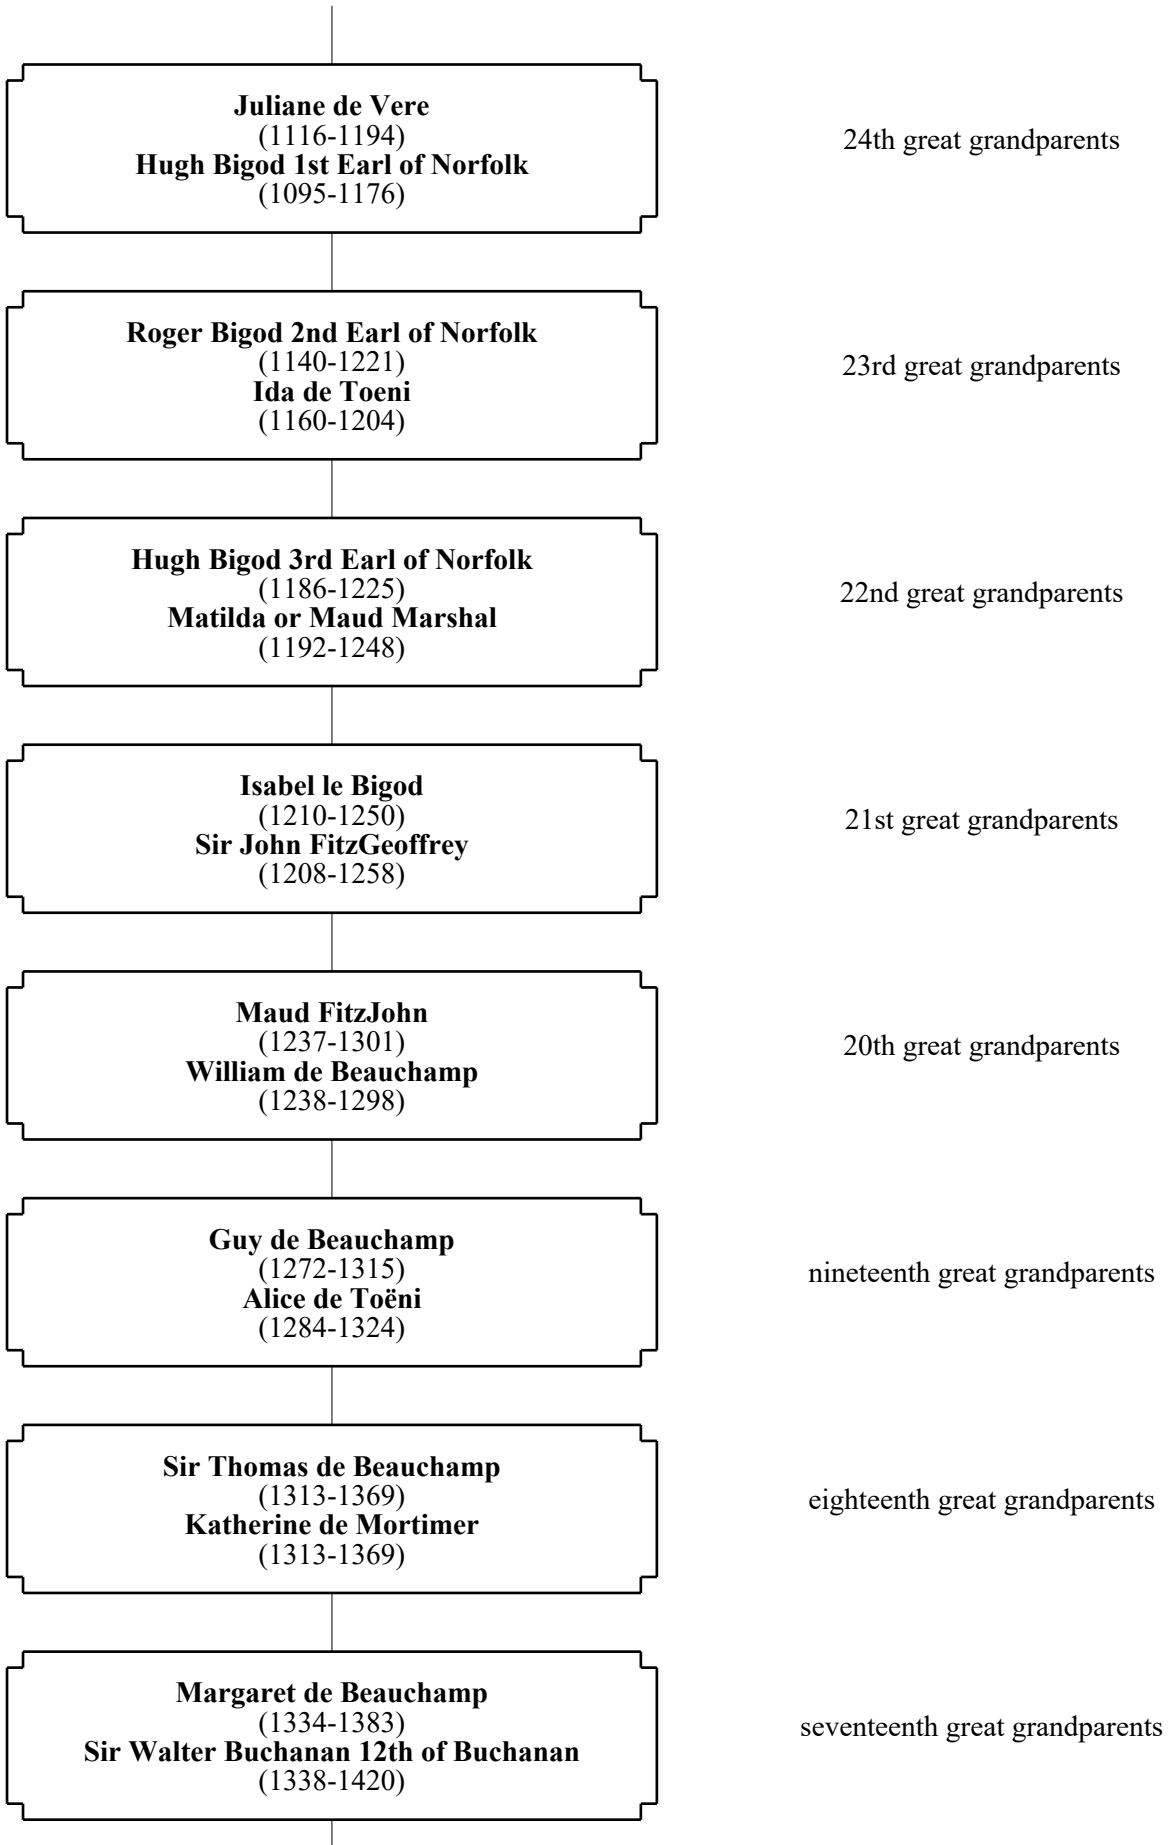 Juliane de Vere
(1116-1194)
Hugh Bigod 1st Earl of Norfolk
(1095-1176)
24th great grandparents
Roger Bigod 2nd Earl of Norfolk
(1140-1221)
Ida de Toeni
(1160-1204)
23rd great grandparents
Hugh Bigod 3rd Earl of Norfolk
(1186-1225)
Matilda or Maud Marshal
(1192-1248)
22nd great grandparents
Isabel le Bigod
(1210-1250)
Sir John FitzGeoffrey
(1208-1258)
21st great grandparents
Maud FitzJohn
(1237-1301)
William de Beauchamp
(1238-1298)
20th great grandparents
Guy de Beauchamp
(1272-1315)
Alice de Toëni
(1284-1324)
nineteenth great grandparents
Sir Thomas de Beauchamp
(1313-1369)
Katherine de Mortimer
(1313-1369)
eighteenth great grandparents
Margaret de Beauchamp
(1334-1383)
Sir Walter Buchanan 12th of Buchanan
(1338-1420)
seventeenth great grandparents